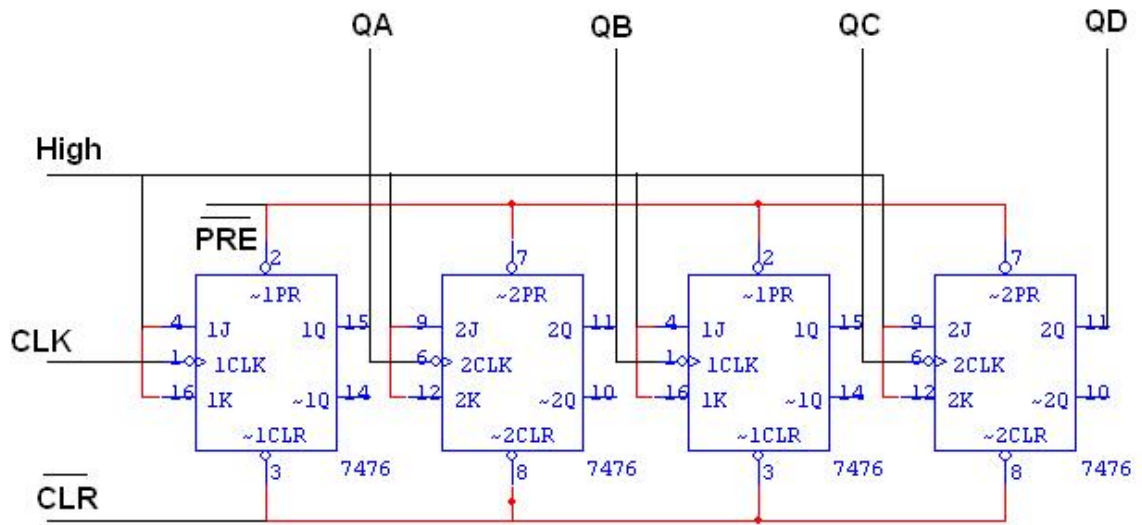 QA QB QC QD
High
PRE
2 7 2 7
~1PR ~2PR ~1PR ~2PR
4 1J 1Q 15 9 2J 2Q 11 4 1J 1Q 15 9 2J 2Q 11
CLK 1 1CLK 6 2CLK 1 1CLK 6 2CLK
16 1K ~1Q 14 12 2K ~2Q 10 16 1K ~1Q 14 12 2K ~2Q 10
~1CLR ~2CLR ~1CLR ~2CLR
3 7476 8 7476 3 7476 8 7476
CLR